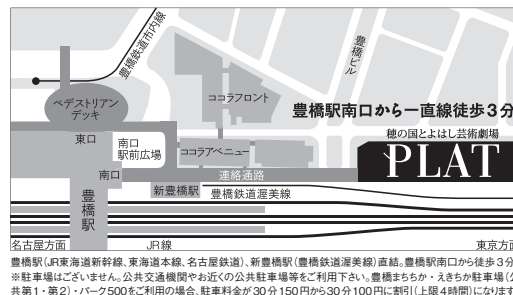 豊橋鉄道市内線
豊橋ビル
ペデストリアン
デッキ
ココラフロント
豊橋駅南口から一直線徒歩3分
穂の国とよはし芸術劇場
PLAT
東口
南口
駅前広場
ココラアベニュー
南口
連絡通路
新豊橋駅
豊橋鉄道渥美線
豊橋駅
名古屋方面
JR線
東京方面
豊橋駅(JR東海道新幹線、東海道本線、名古屋鉄道)、新豊橋駅(豊橋鉄道渥美線)直結。豊橋駅南口から徒歩3分
※駐車場はございません。公共交通機関やお近くの公共駐車場等をご利用下さい。豊橋まちちか・えきちか駐車場(公
共第1・第2)・パーク500をご利用の場合、駐車料金が30分150円から30分100円に割引(上限4時間)になります